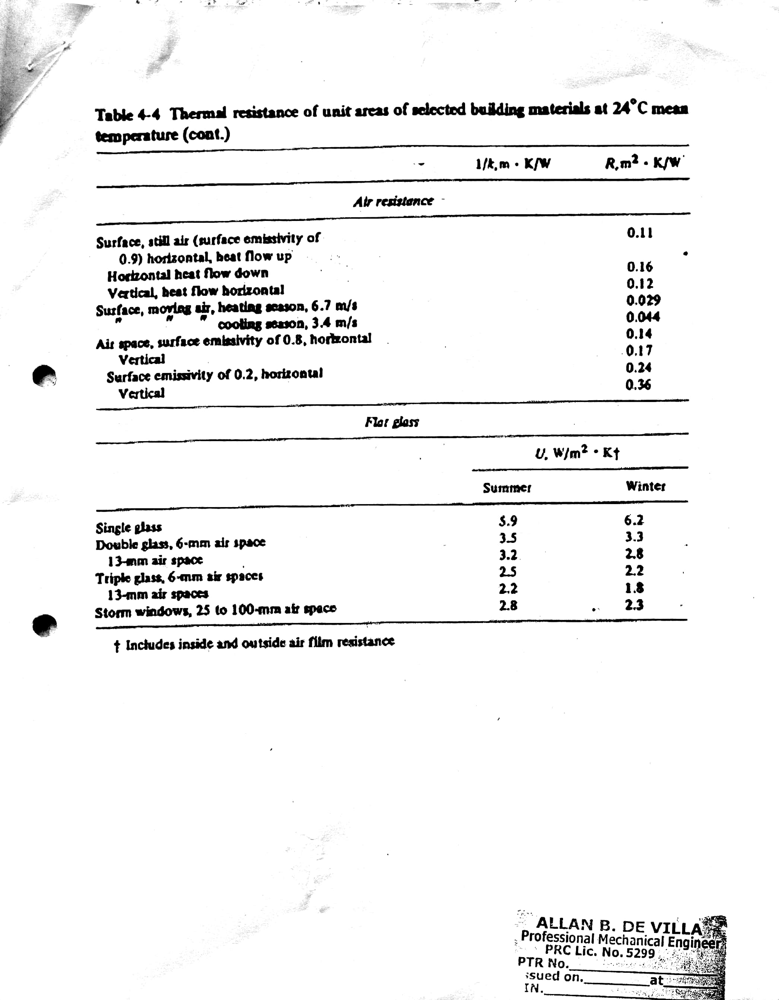 Table 4-4 Thermal resistance of unit areas of selected building materials at 24°C mean
temperature (cont.)
1/k, m · K/W R, m² · K/W
Air resistance
Surface, still air (surface emissivity of 0.11
0.9) horizontal, heat flow up
Horizontal heat flow down 0.16
Vertical, heat flow horizontal 0.12
Surface, moving air, heating season, 6.7 m/s 0.029
" " " cooling season, 3.4 m/s 0.044
Air space, surface emissivity of 0.8, horizontal 0.14
Vertical 0.17
Surface emissivity of 0.2, horizontal 0.24
Vertical 0.36
Flat glass
U, W/m² · K†
Summer Winter
Single glass 5.9 6.2
Double glass, 6-mm air space 3.5 3.3
13-mm air space 3.2 2.8
Triple glass, 6-mm air spaces 2.5 2.2
13-mm air spaces 2.2 1.8
Storm windows, 25 to 100-mm air space 2.8 2.3
† Includes inside and outside air film resistance
ALLAN B. DE VILLA
Professional Mechanical Engineer
PRC Lic. No. 5299
PTR No.
ssued on. at
IN.